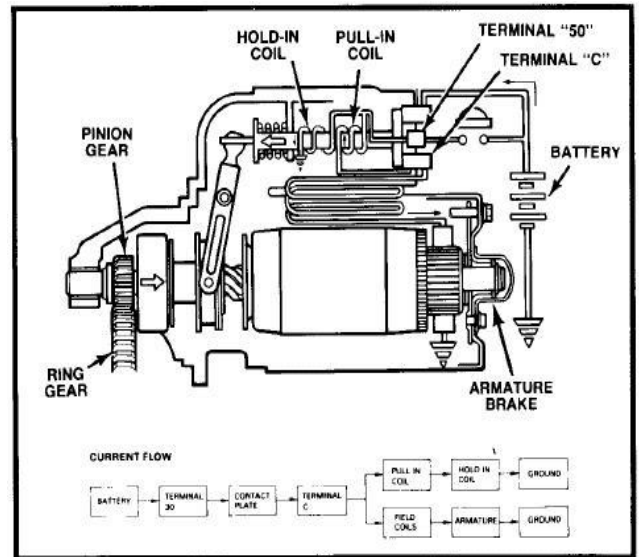 HOLD-IN
COIL
PULL-IN
COIL
TERMINAL "50"
TERMINAL "C"
PINION
GEAR
BATTERY
RING
GEAR
ARMATURE
BRAKE
CURRENT FLOW
BATTERY
TERMINAL
30
CONTACT
PLATE
TERMINAL
C
PULL IN
COIL
HOLD IN
COIL
GROUND
FIELD
COILS
ARMATURE
GROUND